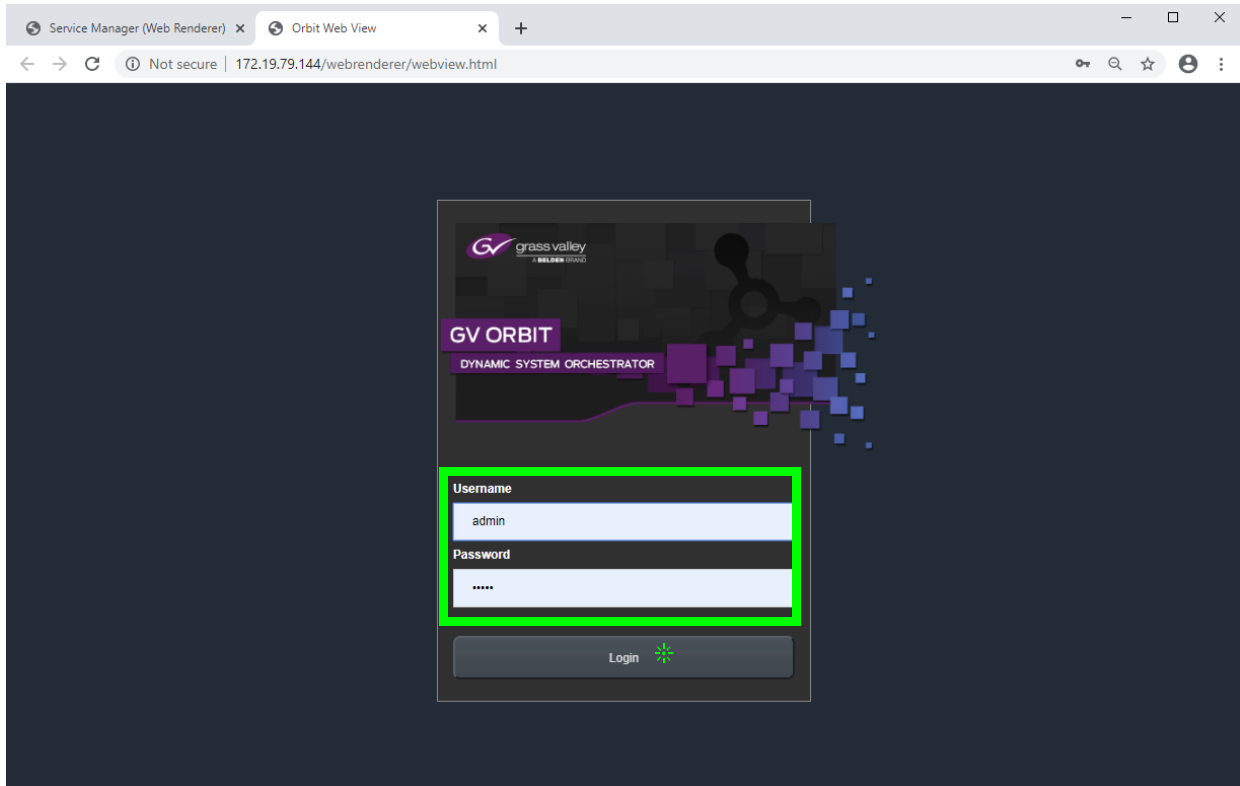 Service Manager (Web Renderer)
Orbit Web View
Not secure | 172.19.79.144/webrenderer/webview.html
GV grass valley
A BELDEN BRAND
GV ORBIT
DYNAMIC SYSTEM ORCHESTRATOR
Username
admin
Password
•••••
Login